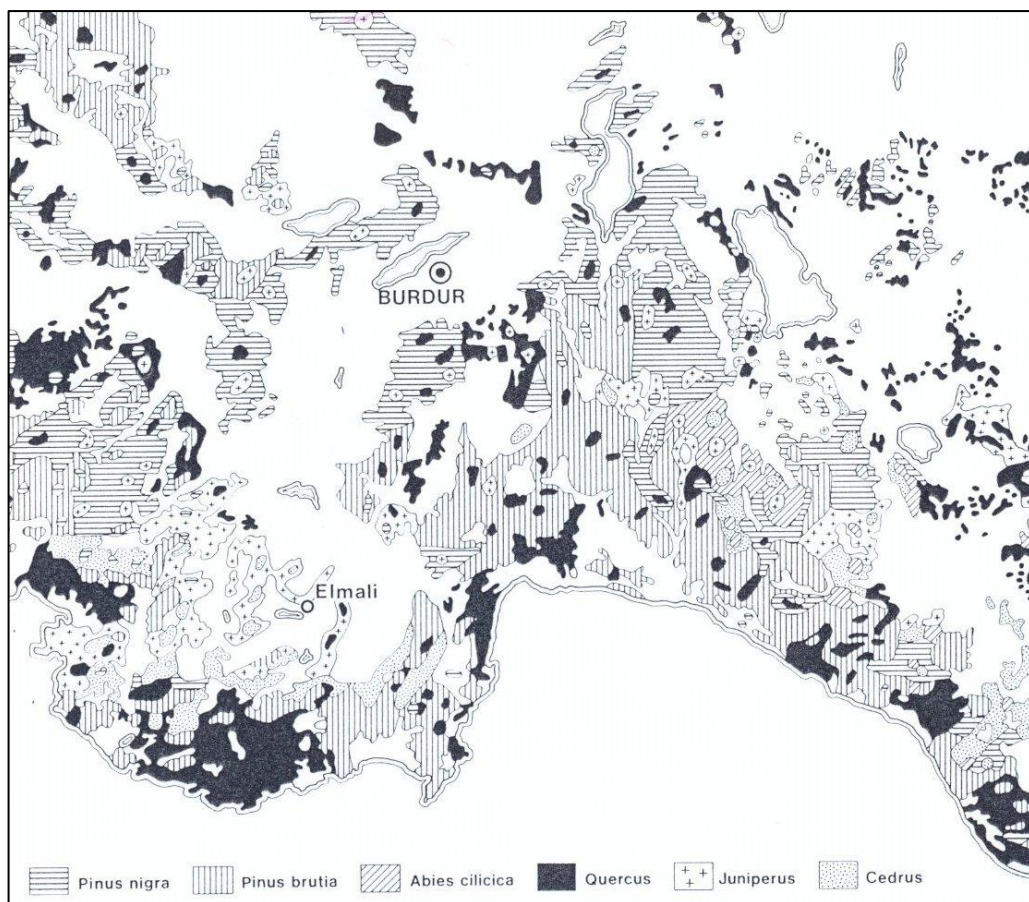 BURDUR
Elmali
Pinus nigra
Pinus brutia
Abies cilicica
Quercus
Juniperus
Cedrus